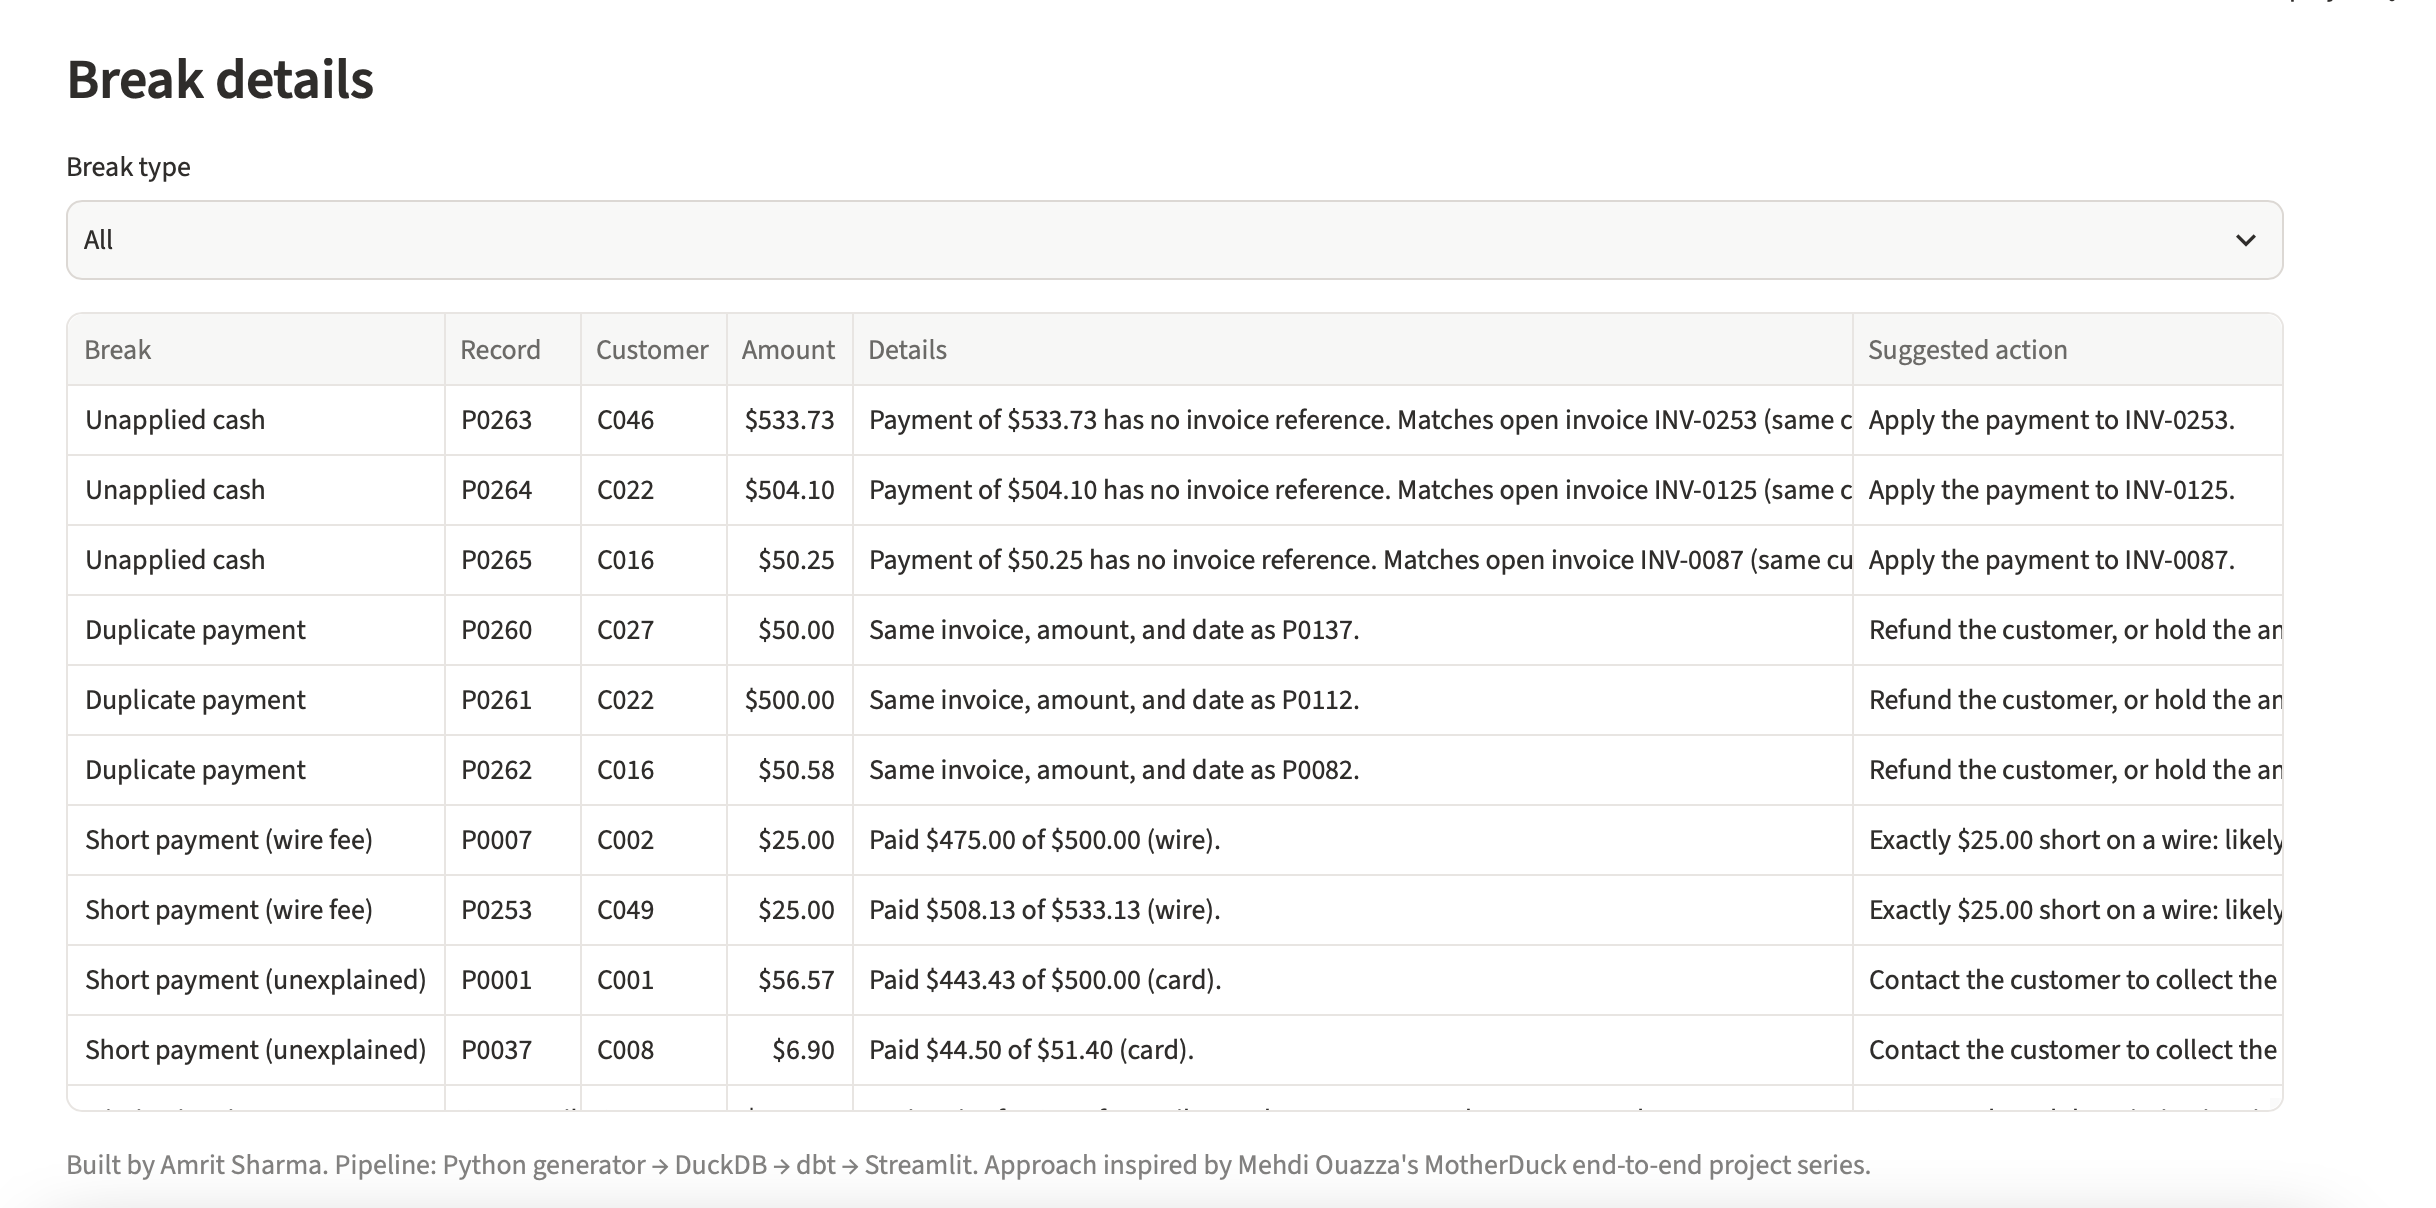 Break details
Break type
All
Break Record Customer Amount Details Suggested action
Unapplied cash P0263 C046 $533.73 Payment of $533.73 has no invoice reference. Matches open invoice INV-0253 (same c Apply the payment to INV-0253.
Unapplied cash P0264 C022 $504.10 Payment of $504.10 has no invoice reference. Matches open invoice INV-0125 (same c Apply the payment to INV-0125.
Unapplied cash P0265 C016 $50.25 Payment of $50.25 has no invoice reference. Matches open invoice INV-0087 (same cu Apply the payment to INV-0087.
Duplicate payment P0260 C027 $50.00 Same invoice, amount, and date as P0137. Refund the customer, or hold the
Duplicate payment P0261 C022 $500.00 Same invoice, amount, and date as P0112. Refund the customer, or hold the
Duplicate payment P0262 C016 $50.58 Same invoice, amount, and date as P0082. Refund the customer, or hold the
Short payment (wire fee) P0007 C002 $25.00 Paid $475.00 of $500.00 (wire). Exactly $25.00 short on a wire: likely
Short payment (wire fee) P0253 C049 $25.00 Paid $508.13 of $533.13 (wire). Exactly $25.00 short on a wire: likely
Short payment (unexplained) P0001 C001 $56.57 Paid $443.43 of $500.00 (card). Contact the customer to collect the
Short payment (unexplained) P0037 C008 $6.90 Paid $44.50 of $51.40 (card). Contact the customer to collect the
Built by Amrit Sharma. Pipeline: Python generator → DuckDB → dbt → Streamlit. Approach inspired by Mehdi Ouazza's MotherDuck end-to-end project series.